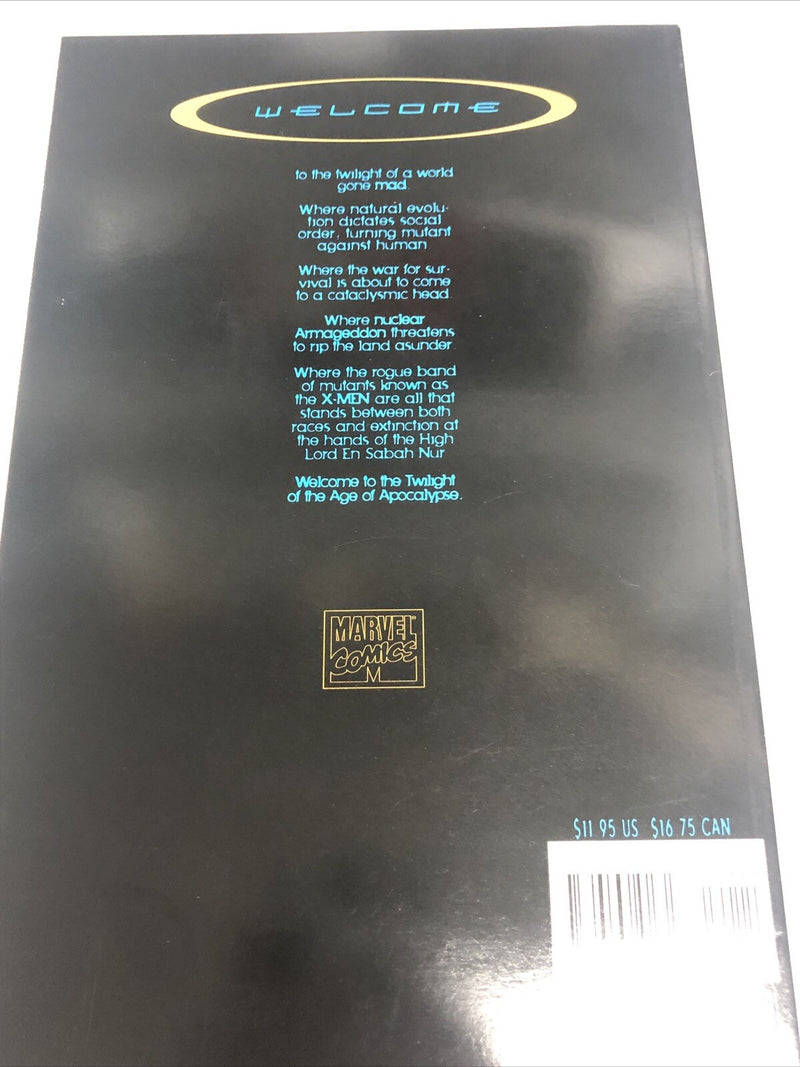 WELCOME
to the twilight of a world
gone mad.
Where natural evolu-
tion dictates social
order, turning mutant
against human
Where the war for sur-
vival is about to come
to a cataclysmic head.
Where nuclear
Armageddon threatens
to rip the land asunder
Where the rogue band
of mutants known as
the X-MEN are all that
stands between both
races and extinction at
the hands of the High
Lord En Sabah Nur
Welcome to the Twilight
of the Age of Apocalypse.
MARVEL
COMICS
M
$11 95 US $16 75 CAN